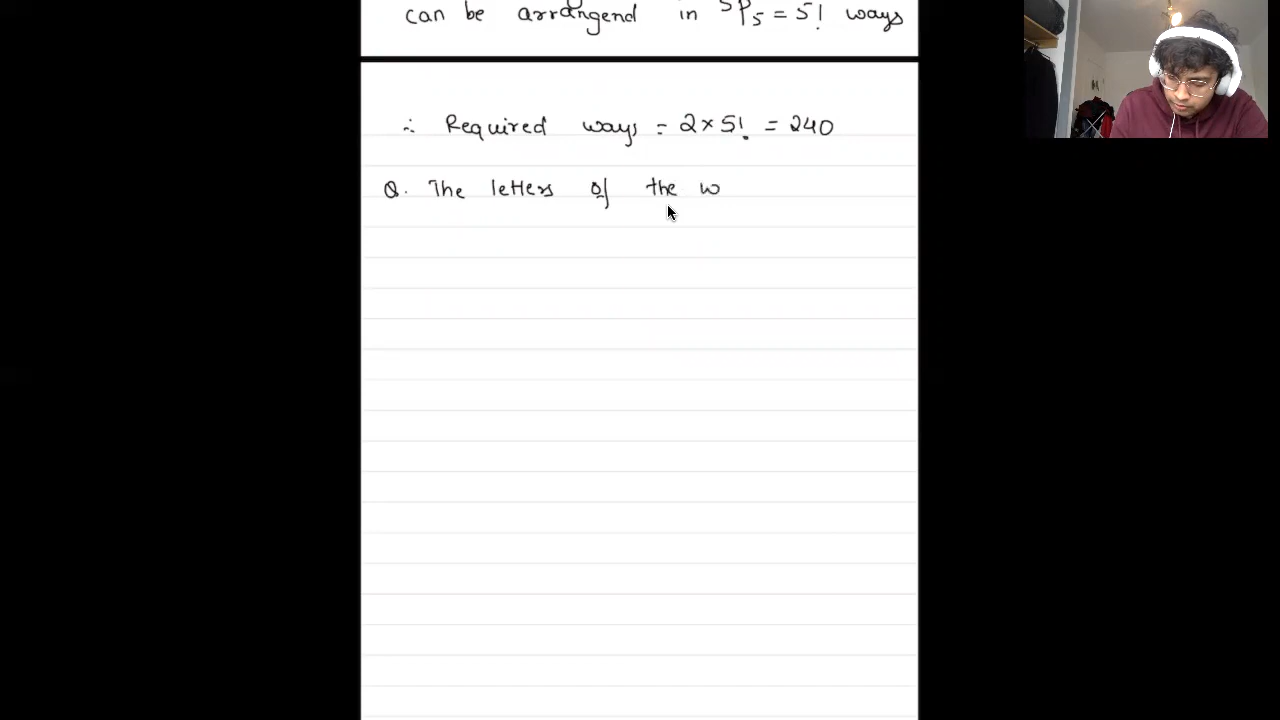 can be arrangend in ⁵P₅ = 5! ways
∴ Required ways = 2 × 5! = 240
Q. The letters of the w